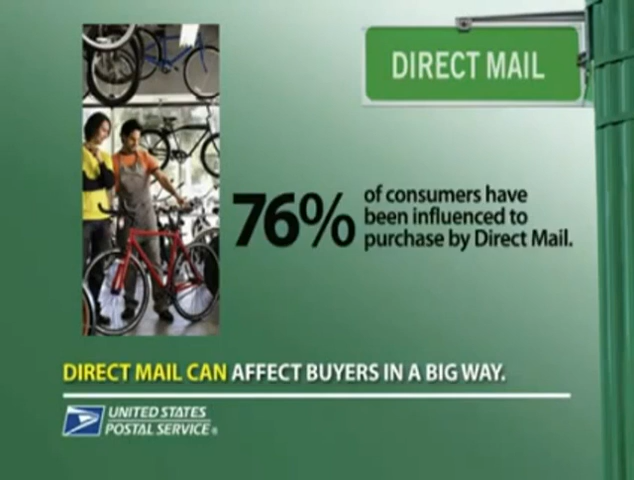 DIRECT MAIL
76%
of consumers have
been influenced to
purchase by Direct Mail.
DIRECT MAIL CAN AFFECT BUYERS IN A BIG WAY.
UNITED STATES
POSTAL SERVICE®